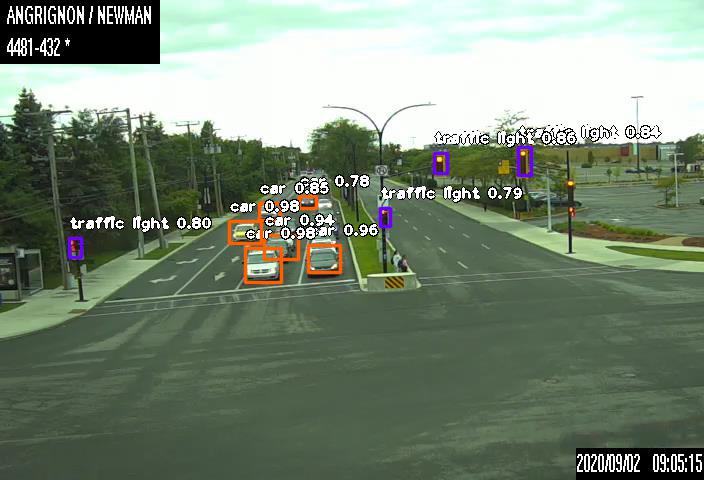 ANGRIGNON / NEWMAN
4481-432 *
traffic light 0.86
traffic light 0.84
car 0.78
car 0.85
traffic light 0.79
car 0.98
car 0.94
traffic light 0.80
car 0.98
car 0.96
2020/09/02 09:05:15